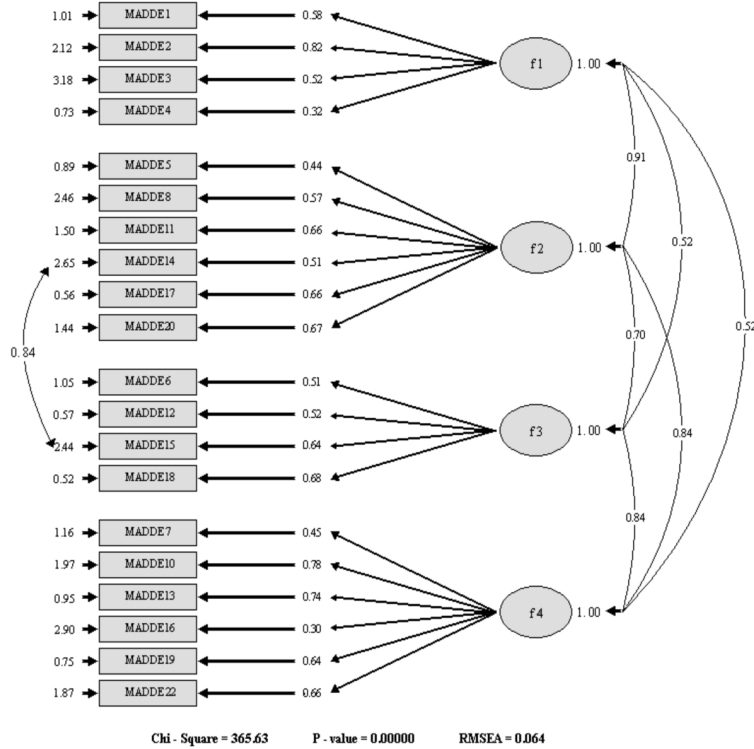 1.01 MADDE1 0.58
2.12 MADDE2 0.82
f1 1.00
3.18 MADDE3 0.52
0.73 MADDE4 0.32
0.91
0.89 MADDE5 0.44
2.46 MADDE8 0.57
1.50 MADDE11 0.66
0.52
f2 1.00
2.65 MADDE14 0.51
0.56 MADDE17 0.66
1.44 MADDE20 0.67
0.52
0.70
0.84
1.05 MADDE6 0.51
0.57 MADDE12 0.52
f3 1.00
0.84
2.44 MADDE15 0.64
0.52 MADDE18 0.68
0.84
1.16 MADDE7 0.45
1.97 MADDE10 0.78
0.95 MADDE13 0.74
f4 1.00
2.90 MADDE16 0.30
0.75 MADDE19 0.64
1.87 MADDE22 0.66
Chi - Square = 365.63 P - value = 0.00000 RMSEA = 0.064